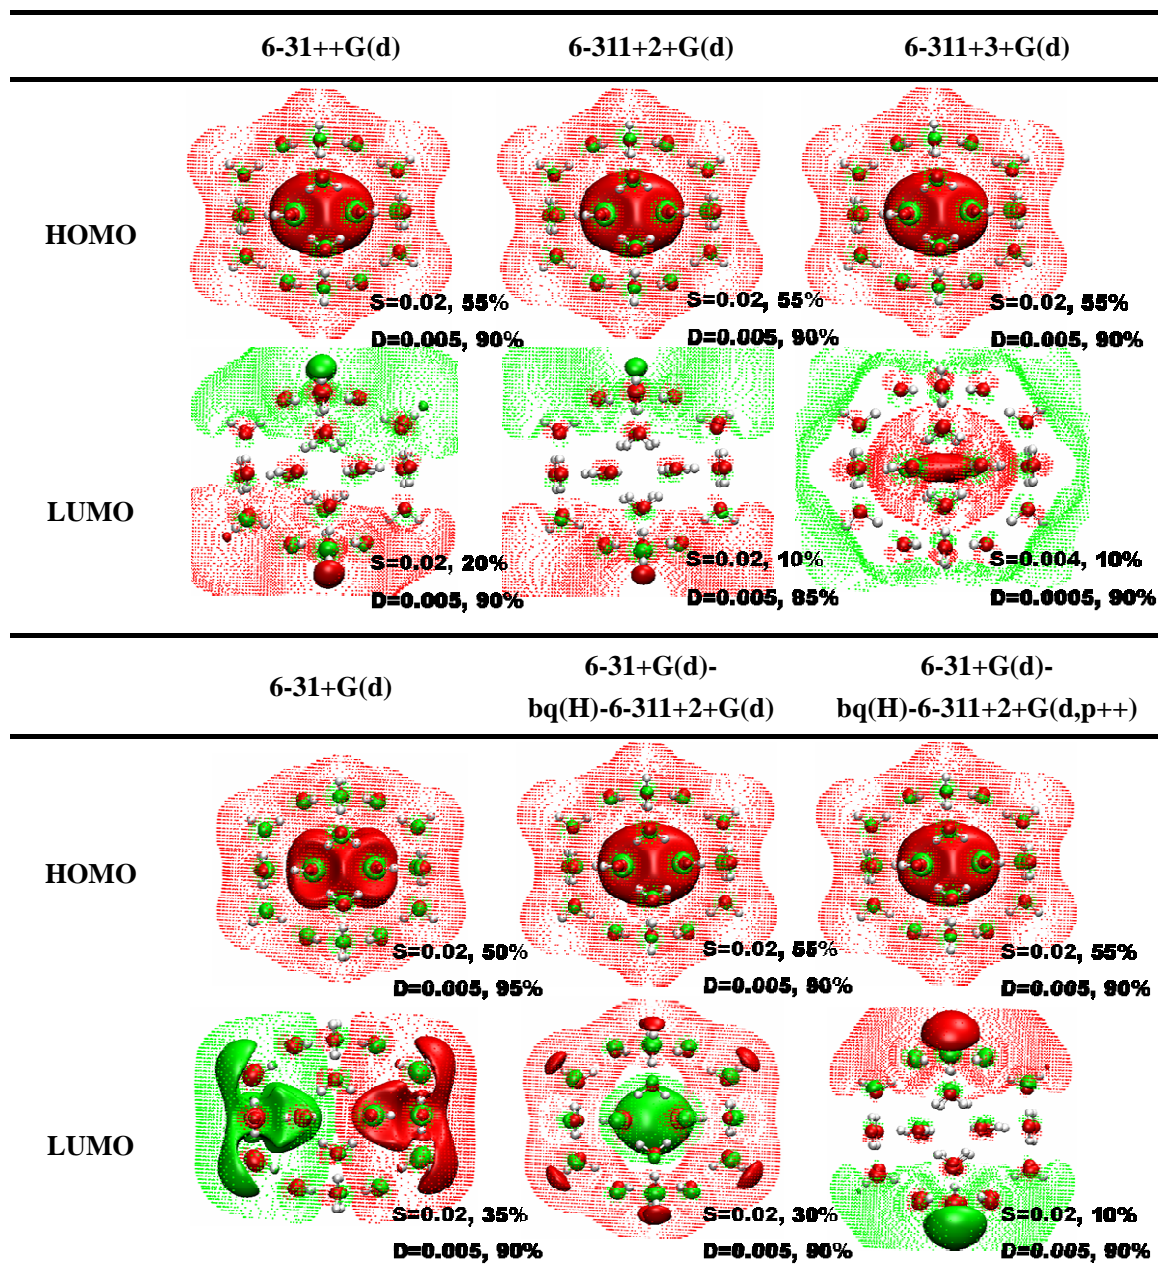 6-31++G(d) 6-311+2+G(d) 6-311+3+G(d)
HOMO
S=0.02, 55% S=0.02, 55% S=0.02, 55%
D=0.005, 90% D=0.005, 90% D=0.005, 90%
LUMO
S=0.02, 20% S=0.02, 10% S=0.004, 10%
D=0.005, 90% D=0.005, 85% D=0.0005, 90%
6-31+G(d) 6-31+G(d)- 6-31+G(d)-
bq(H)-6-311+2+G(d) bq(H)-6-311+2+G(d,p++)
HOMO
S=0.02, 50% S=0.02, 55% S=0.02, 55%
D=0.005, 95% D=0.005, 90% D=0.005, 90%
LUMO
S=0.02, 35% S=0.02, 30% S=0.02, 10%
D=0.005, 90% D=0.005, 90% D=0.005, 90%